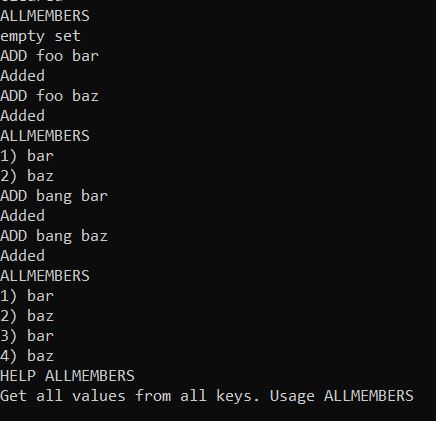 ALLMEMBERS
empty set
ADD foo bar
Added
ADD foo baz
Added
ALLMEMBERS
1) bar
2) baz
ADD bang bar
Added
ADD bang baz
Added
ALLMEMBERS
1) bar
2) baz
3) bar
4) baz
HELP ALLMEMBERS
Get all values from all keys. Usage ALLMEMBERS